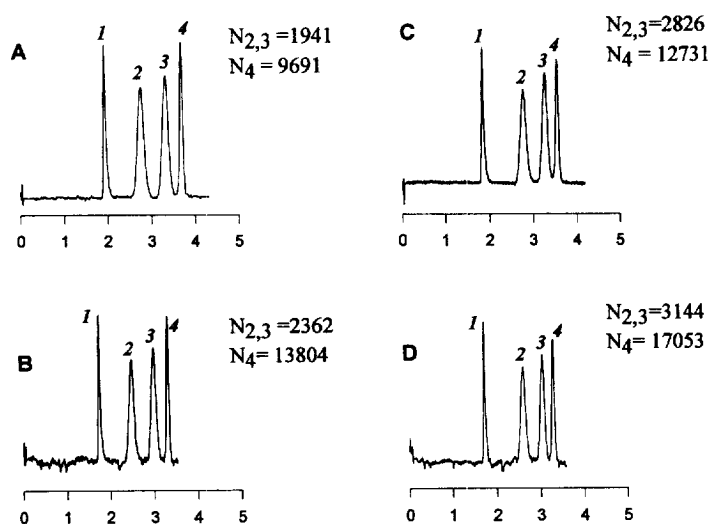 A
1
2
3
4
N2,3=1941
N4= 9691
0 1 2 3 4 5
C
1
2
3
4
N2,3=2826
N4= 12731
0 1 2 3 4 5
B
1
2
3
4
N2,3=2362
N4= 13804
0 1 2 3 4 5
D
1
2
3
4
N2,3=3144
N4= 17053
0 1 2 3 4 5